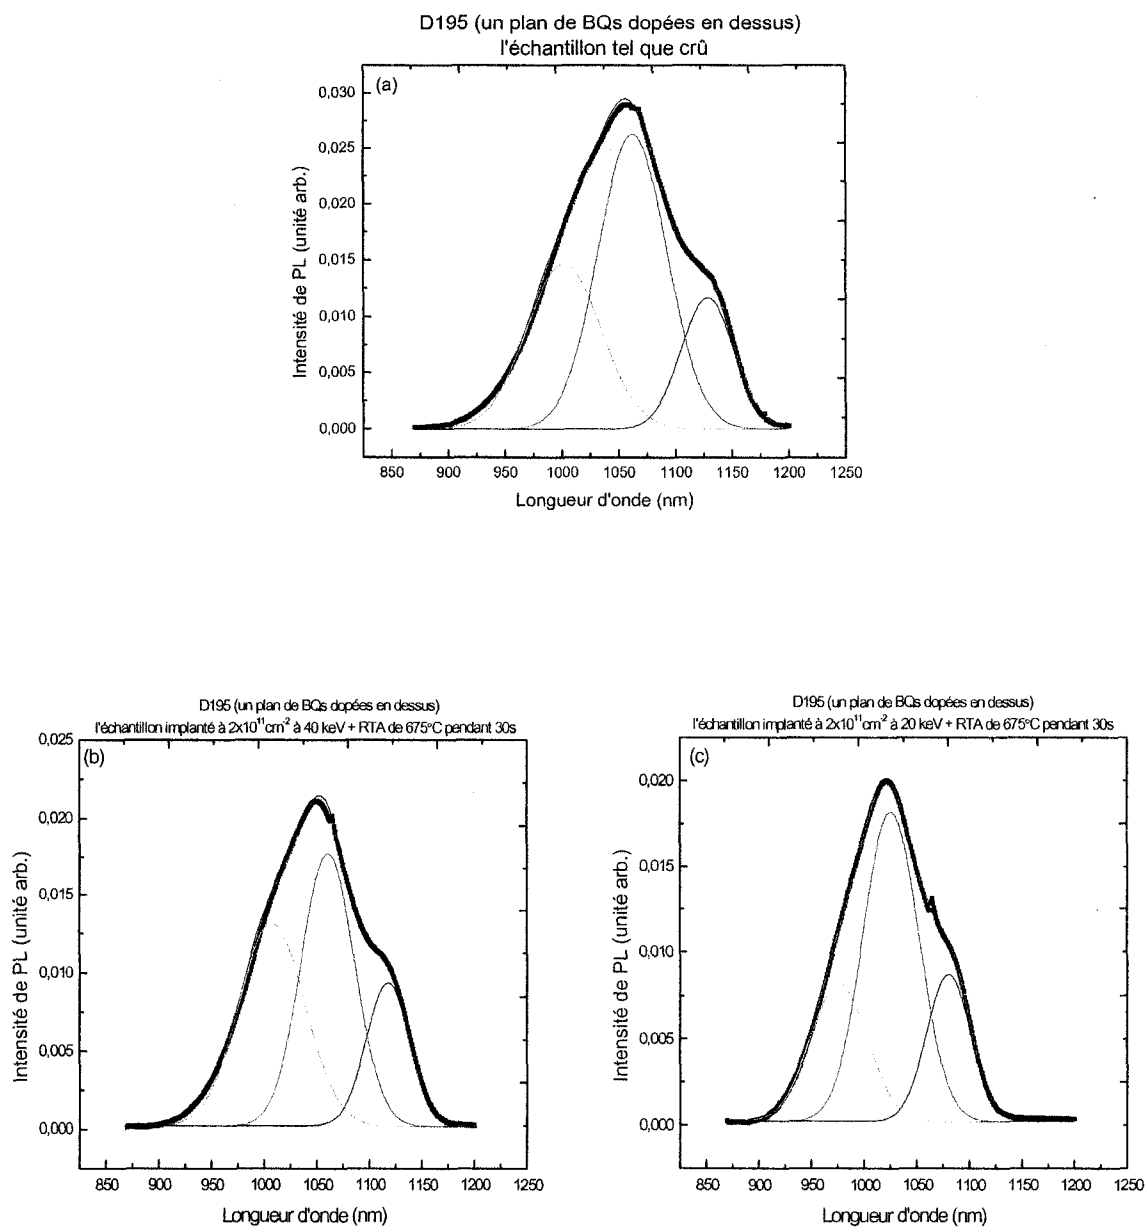 D195 (un plan de BQs dopées en dessus)
l'échantillon tel que crû
(a)
0,030
0,025
0,020
0,015
0,010
0,005
0,000
Intensité de PL (unité arb.)
850 900 950 1000 1050 1100 1150 1200 1250
Longueur d'onde (nm)
D195 (un plan de BQs dopées en dessus)
l'échantillon implanté à 2x10¹¹cm⁻² à 40 keV + RTA de 675°C pendant 30s
(b)
0,025
0,020
0,015
0,010
0,005
0,000
Intensité de PL (unité arb.)
850 900 950 1000 1050 1100 1150 1200 1250
Longueur d'onde (nm)
D195 (un plan de BQs dopées en dessus)
l'échantillon implanté à 2x10¹¹cm⁻² à 20 keV + RTA de 675°C pendant 30s
(c)
0,020
0,015
0,010
0,005
0,000
Intensité de PL (unité arb.)
850 900 950 1000 1050 1100 1150 1200 1250
Longueur d'onde (nm)